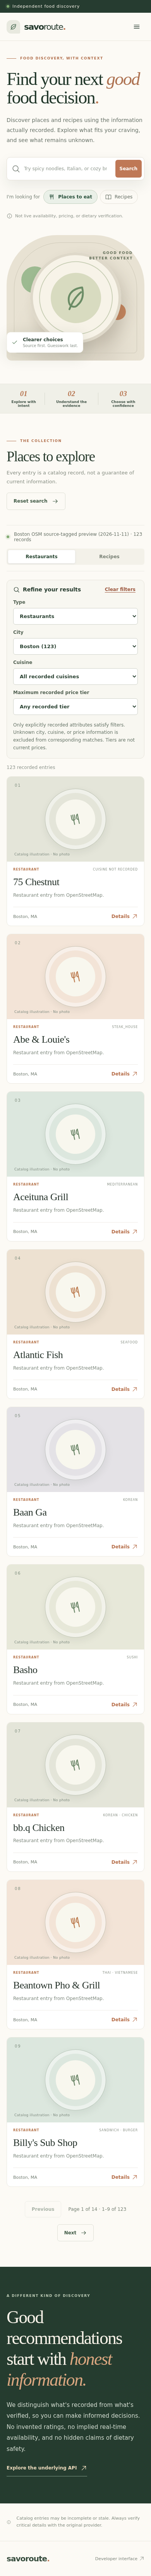 Independent food discovery
savoroute.
FOOD DISCOVERY, WITH CONTEXT
Find your next good
food decision.
Discover places and recipes using the information
actually recorded. Explore what fits your craving,
and see what remains unknown.
Try spicy noodles, Italian, or cozy br
Search
I'm looking for
Places to eat
Recipes
Not live availability, pricing, or dietary verification.
GOOD FOOD
BETTER CONTEXT
Clearer choices
Source first. Guesswork last.
01
Explore with
intent
02
Understand the
evidence
03
Choose with
confidence
THE COLLECTION
Places to explore
Every entry is a catalog record, not a guarantee of
current information.
Reset search
Boston OSM source-tagged preview (2026-11-11) · 123
records
Restaurants
Recipes
Refine your results
Clear filters
Type
Restaurants
City
Boston (123)
Cuisine
All recorded cuisines
Maximum recorded price tier
Any recorded tier
Only explicitly recorded attributes satisfy filters.
Unknown city, cuisine, or price information is
excluded from corresponding matches. Tiers are not
current prices.
123 recorded entries
01
Catalog illustration · No photo
RESTAURANT
CUISINE NOT RECORDED
75 Chestnut
Restaurant entry from OpenStreetMap.
Boston, MA
Details
02
Catalog illustration · No photo
RESTAURANT
STEAK_HOUSE
Abe & Louie's
Restaurant entry from OpenStreetMap.
Boston, MA
Details
03
Catalog illustration · No photo
RESTAURANT
MEDITERRANEAN
Aceituna Grill
Restaurant entry from OpenStreetMap.
Boston, MA
Details
04
Catalog illustration · No photo
RESTAURANT
SEAFOOD
Atlantic Fish
Restaurant entry from OpenStreetMap.
Boston, MA
Details
05
Catalog illustration · No photo
RESTAURANT
KOREAN
Baan Ga
Restaurant entry from OpenStreetMap.
Boston, MA
Details
06
Catalog illustration · No photo
RESTAURANT
SUSHI
Basho
Restaurant entry from OpenStreetMap.
Boston, MA
Details
07
Catalog illustration · No photo
RESTAURANT
KOREAN · CHICKEN
bb.q Chicken
Restaurant entry from OpenStreetMap.
Boston, MA
Details
08
Catalog illustration · No photo
RESTAURANT
THAI · VIETNAMESE
Beantown Pho & Grill
Restaurant entry from OpenStreetMap.
Boston, MA
Details
09
Catalog illustration · No photo
RESTAURANT
SANDWICH · BURGER
Billy's Sub Shop
Restaurant entry from OpenStreetMap.
Boston, MA
Details
Previous
Page 1 of 14 · 1–9 of 123
Next
A DIFFERENT KIND OF DISCOVERY
Good
recommendations
start with honest
information.
We distinguish what's recorded from what's
verified, so you can make informed decisions.
No invented ratings, no implied real-time
availability, and no hidden claims of dietary
safety.
Explore the underlying API
Catalog entries may be incomplete or stale. Always verify
critical details with the original provider.
savoroute.
Developer interface